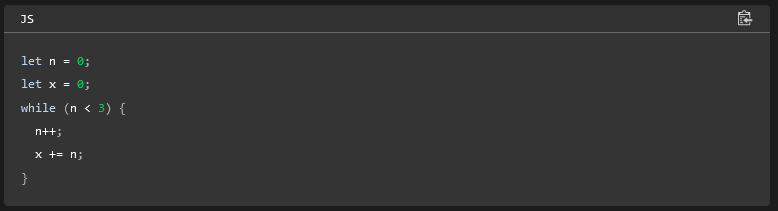 JS
let n = 0;
let x = 0;
while (n < 3) {
  n++;
  x += n;
}